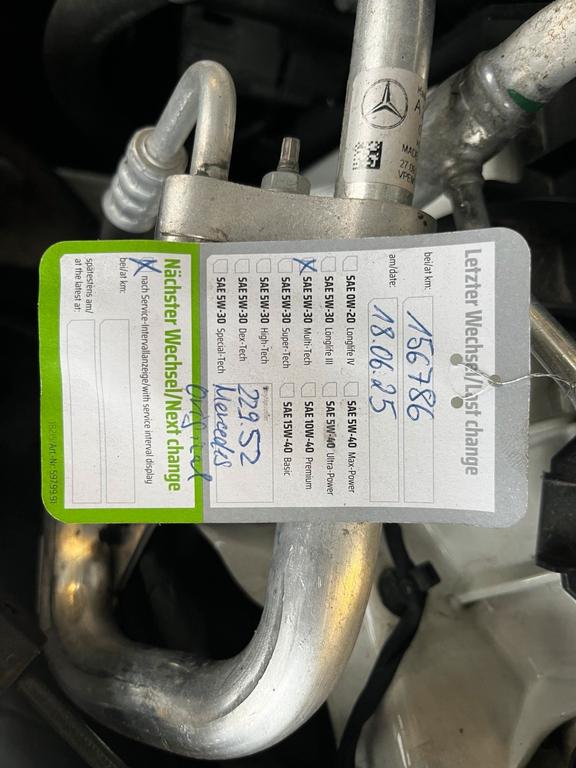 Letzter Wechsel/Last change
bei/at km:
156786
am/date:
18.06.25
SAE 0W-20 Longlife IV
SAE 5W-30 Longlife III
X SAE 5W-30 Multi-Tech
SAE 5W-30 Super-Tech
SAE 5W-30 High-Tech
SAE 5W-30 Dex-Tech
SAE 5W-30 Special-Tech
SAE 5W-40 Max-Power
SAE 5W-40 Ultra-Power
SAE 10W-40 Premium
SAE 15W-40 Basic
229.52
Mercedes
Original
Nächster Wechsel/Next change
X nach Service-Intervallanzeige/with service interval display
bei/at km:
spätestens am/
at the latest at:
Art.-Nr. 59799.91